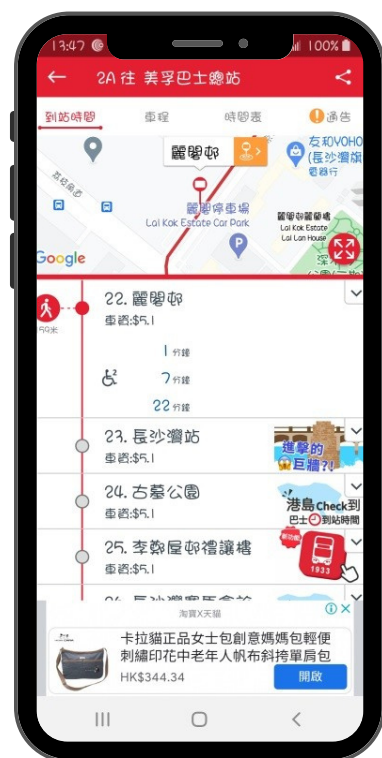 13:47
100%
2A 往 美孚巴士總站
到站時間
車程
時間表
通告
麗閣邨
友和YOHO
(長沙灣旗
電器行
荔枝角道
麗閣停車場
Lai Kok Estate Car Park
麗閣邨麗蘭樓
Lai Kok Estate
Lai Lan House
P
Google
22. 麗閣邨
車資:$5.1
159米
1 分鐘
7 分鐘
22 分鐘
23. 長沙灣站
車資:$5.1
進擊的
巨牆?!
24. 古墓公園
車資:$5.1
港島Check到
巴士到站時間
25. 李鄭屋邨禮讓樓
車資:$5.1
新功能
1933
淘寶X天貓
卡拉貓正品女士包創意媽媽包輕便
刺繡印花中老年人帆布斜挎單肩包
HK$344.34
開啟